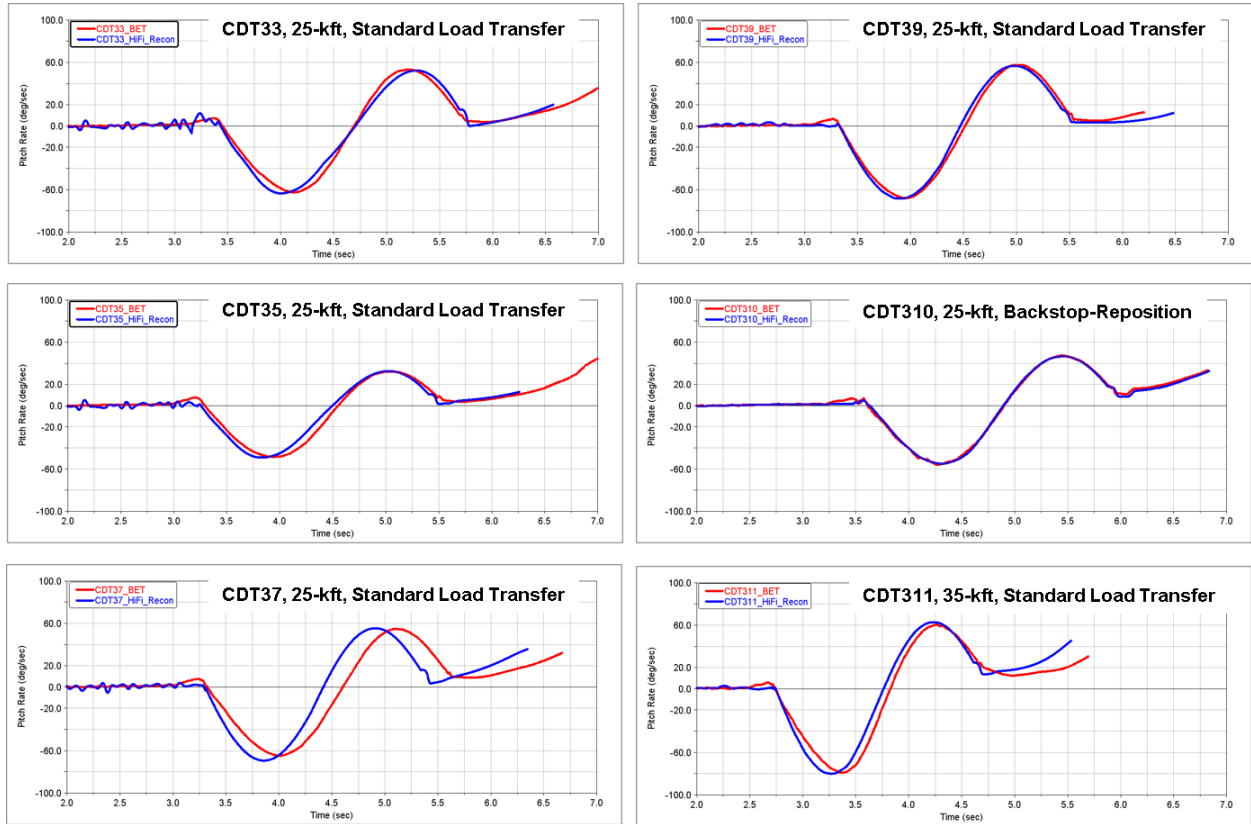 CDT33_BET
CDT33_HiFi_Recon
CDT33, 25-kft, Standard Load Transfer
100.0
60.0
20.0
0.0
-60.0
-100.0
Pitch Rate (deg/sec)
2.0 2.5 3.0 3.5 4.0 4.5 5.0 5.5 6.0 6.5 7.0
Time (sec)
CDT39_BET
CDT39_HiFi_Recon
CDT39, 25-kft, Standard Load Transfer
100.0
60.0
20.0
0.0
-60.0
-100.0
Pitch Rate (deg/sec)
2.0 2.5 3.0 3.5 4.0 4.5 5.0 5.5 6.0 6.5 7.0
Time (sec)
CDT35_BET
CDT35_HiFi_Recon
CDT35, 25-kft, Standard Load Transfer
100.0
60.0
20.0
0.0
-60.0
-100.0
Pitch Rate (deg/sec)
2.0 2.5 3.0 3.5 4.0 4.5 5.0 5.5 6.0 6.5 7.0
Time (sec)
CDT310_BET
CDT310_HiFi_Recon
CDT310, 25-kft, Backstop-Reposition
100.0
60.0
20.0
0.0
-60.0
-100.0
Pitch Rate (deg/sec)
2.0 2.5 3.0 3.5 4.0 4.5 5.0 5.5 6.0 6.5 7.0
Time (sec)
CDT37_BET
CDT37_HiFi_Recon
CDT37, 25-kft, Standard Load Transfer
100.0
60.0
20.0
0.0
-60.0
-100.0
Pitch Rate (deg/sec)
2.0 2.5 3.0 3.5 4.0 4.5 5.0 5.5 6.0 6.5 7.0
Time (sec)
CDT311_BET
CDT311_HiFi_Recon
CDT311, 35-kft, Standard Load Transfer
100.0
60.0
20.0
0.0
-60.0
-100.0
Pitch Rate (deg/sec)
2.0 2.5 3.0 3.5 4.0 4.5 5.0 5.5 6.0 6.5 7.0
Time (sec)